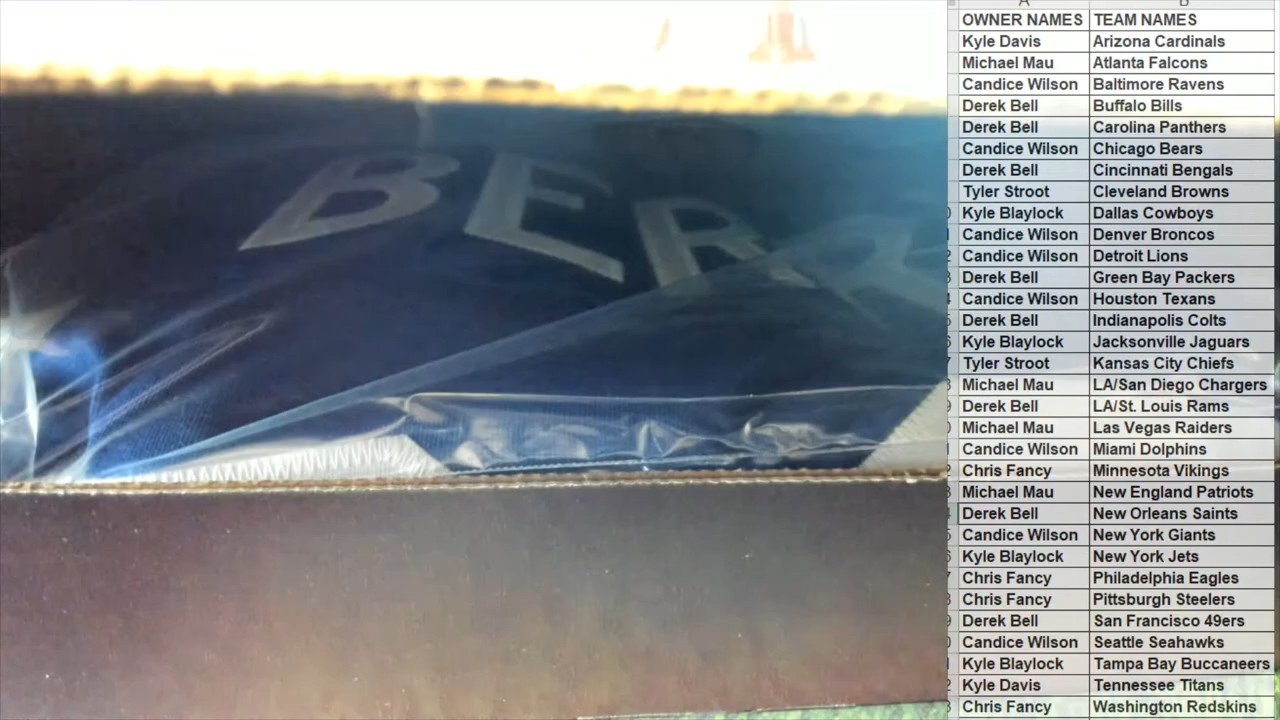 BERR
A B
OWNER NAMES TEAM NAMES
Kyle Davis Arizona Cardinals
Michael Mau Atlanta Falcons
Candice Wilson Baltimore Ravens
Derek Bell Buffalo Bills
Derek Bell Carolina Panthers
Candice Wilson Chicago Bears
Derek Bell Cincinnati Bengals
Tyler Stroot Cleveland Browns
Kyle Blaylock Dallas Cowboys
Candice Wilson Denver Broncos
Candice Wilson Detroit Lions
Derek Bell Green Bay Packers
Candice Wilson Houston Texans
Derek Bell Indianapolis Colts
Kyle Blaylock Jacksonville Jaguars
Tyler Stroot Kansas City Chiefs
Michael Mau LA/San Diego Chargers
Derek Bell LA/St. Louis Rams
Michael Mau Las Vegas Raiders
Candice Wilson Miami Dolphins
Chris Fancy Minnesota Vikings
Michael Mau New England Patriots
Derek Bell New Orleans Saints
Candice Wilson New York Giants
Kyle Blaylock New York Jets
Chris Fancy Philadelphia Eagles
Chris Fancy Pittsburgh Steelers
Derek Bell San Francisco 49ers
Candice Wilson Seattle Seahawks
Kyle Blaylock Tampa Bay Buccaneers
Kyle Davis Tennessee Titans
Chris Fancy Washington Redskins